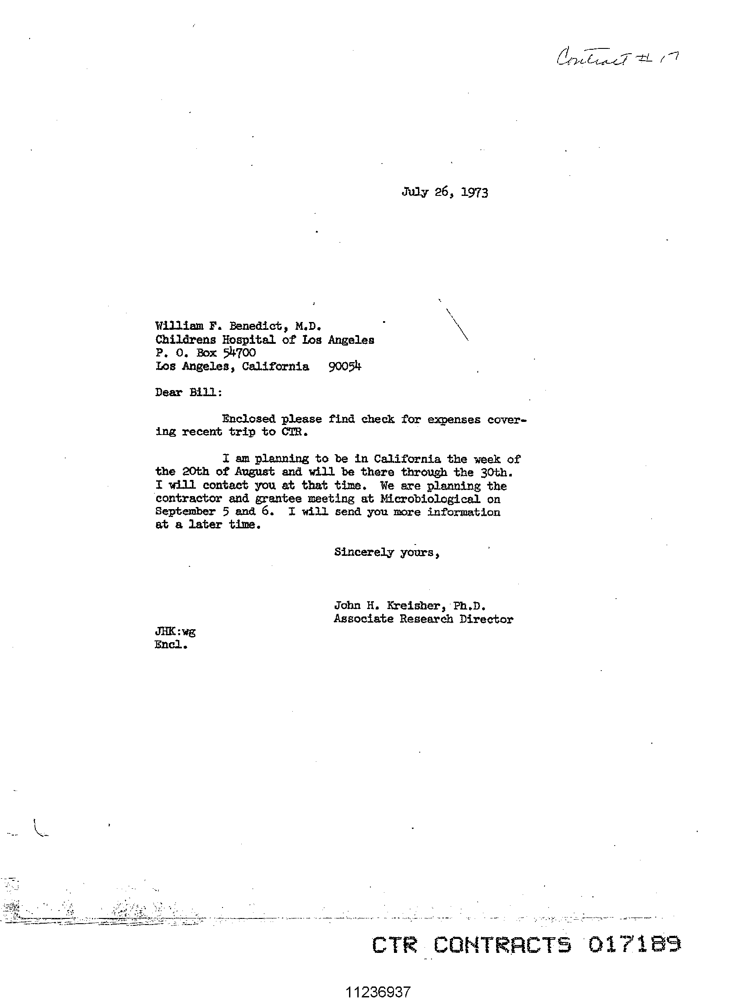 Contract # 17
July 26, 1973
William F. Benedict, M.D.
Childrens Hospital of Los Angeles
P. O. Box 54700
Los Angeles, California 90054
Dear Bill:
Enclosed please find check for expenses cover-
ing recent trip to CTR.
I am planning to be in California the week of
the 20th of August and will be there through the 30th.
I will contact you at that time. We are planning the
contractor and grantee meeting at Microbiological on
September 5 and 6. I will send you more information
at a later time.
Sincerely yours,
John H. Kreisher, Ph.D.
Associate Research Director
JHK:wg
Encl.
CTR CONTRACTS 017189
11236937